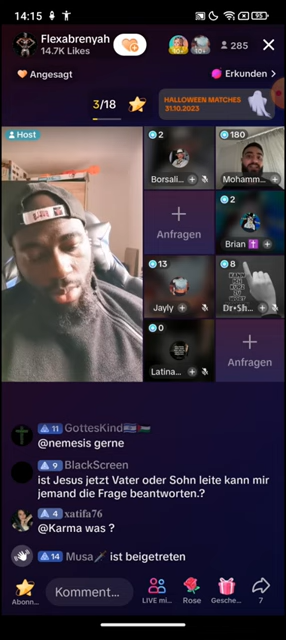 14:15
95
Flexabrenyah
14.7K Likes
285
Angesagt
Erkunden >
3/18
HALLOWEEN MATCHES
31.10.2023
Host
2
Borsali...
180
Mohamm...
Anfragen
2
Brian
13
Jayly
8
Dr•Sh...
0
Latina...
Anfragen
11 GottesKind
@nemesis gerne
9 BlackScreen
ist Jesus jetzt Vater oder Sohn leite kann mir
jemand die Frage beantworten.?
4 xatifa76
@Karma was ?
14 Musa ist beigetreten
Komment...
Abonn...
LIVE mi...
Rose
Gesche...
7